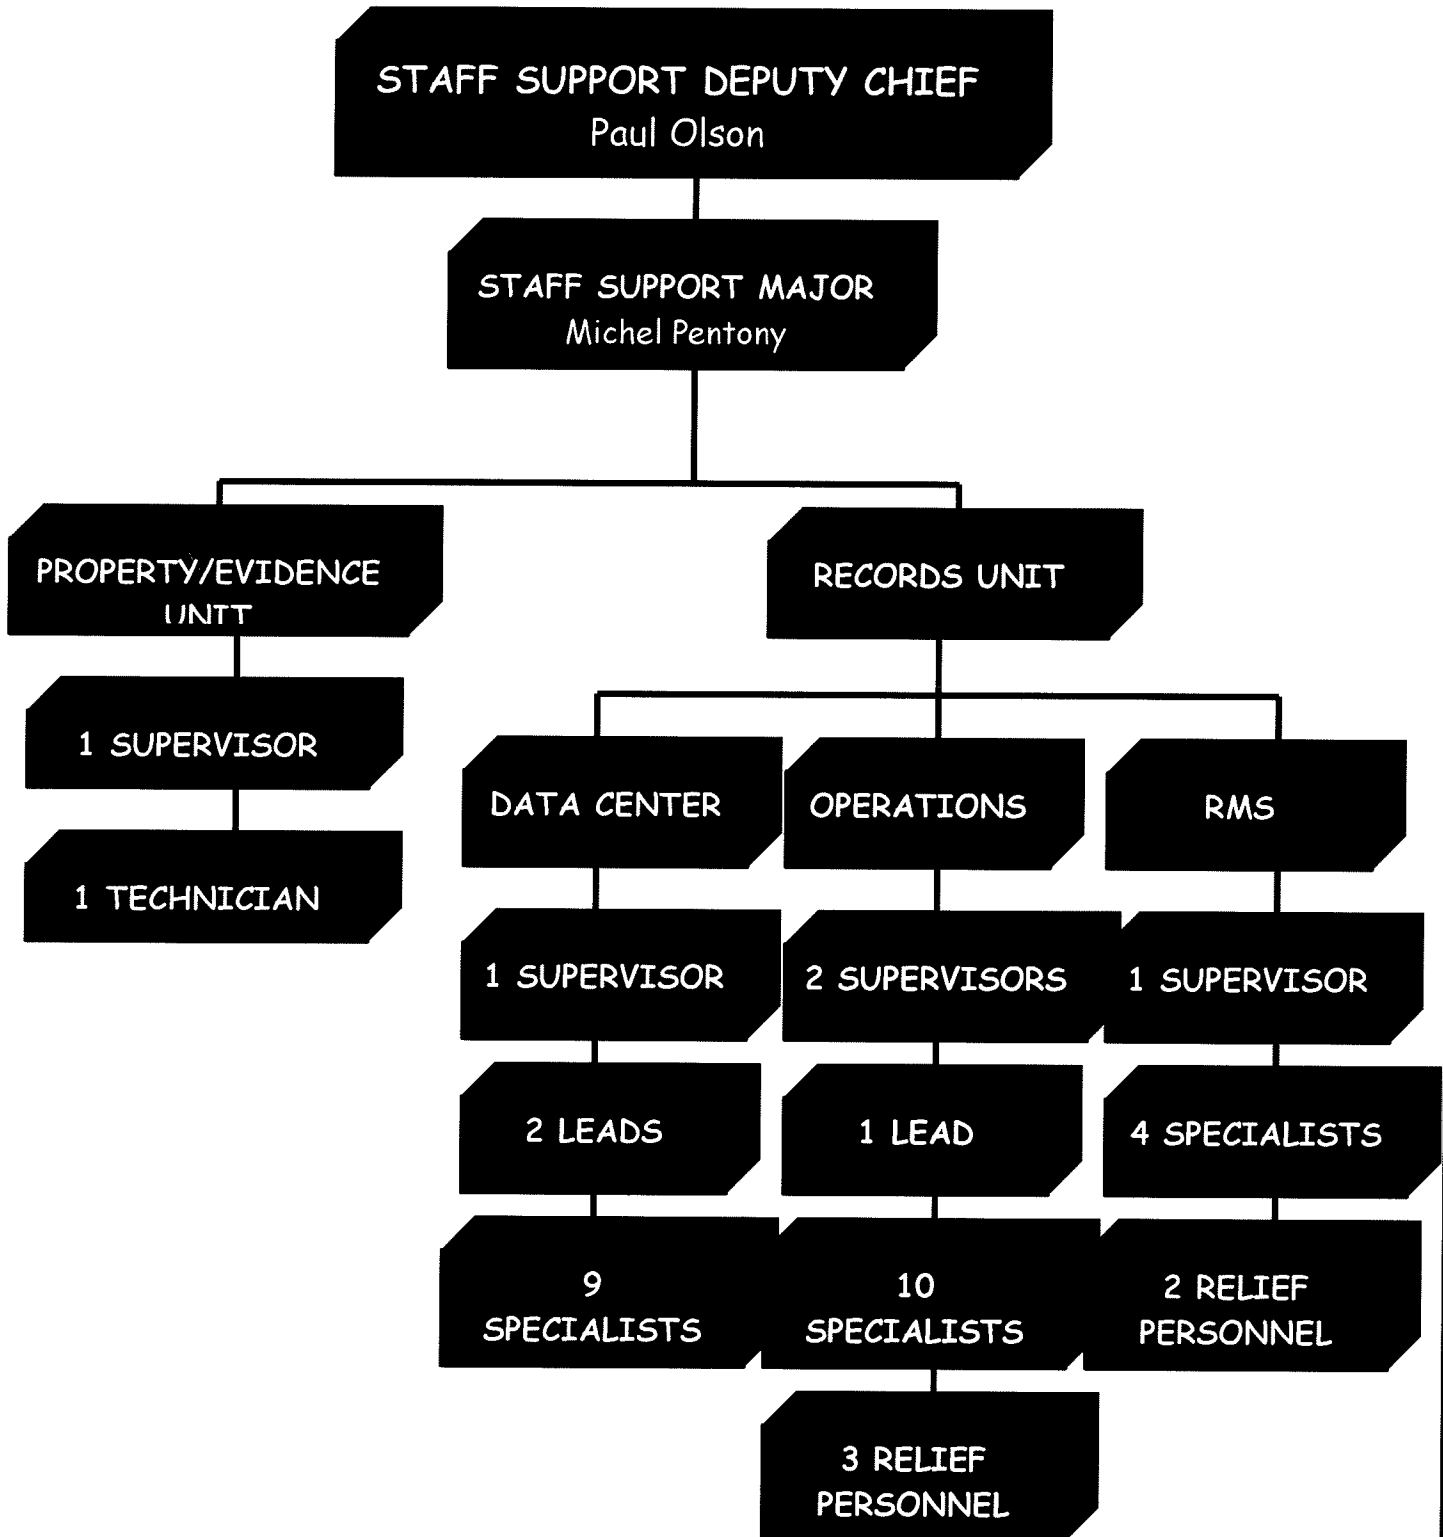 STAFF SUPPORT DEPUTY CHIEF
Paul Olson
STAFF SUPPORT MAJOR
Michel Pentony
PROPERTY/EVIDENCE
UNIT
1 SUPERVISOR
1 TECHNICIAN
RECORDS UNIT
DATA CENTER
1 SUPERVISOR
2 LEADS
9
SPECIALISTS
OPERATIONS
2 SUPERVISORS
1 LEAD
10
SPECIALISTS
3 RELIEF
PERSONNEL
RMS
1 SUPERVISOR
4 SPECIALISTS
2 RELIEF
PERSONNEL